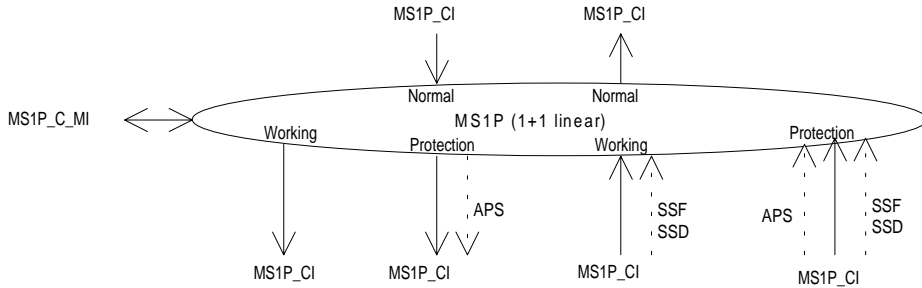 MS1P_CI MS1P_CI
Normal Normal
MS1P_C_MI
MS1P (1+1 linear)
Working Protection Working Protection
APS SSF SSD APS SSF SSD
MS1P_CI MS1P_CI MS1P_CI MS1P_CI